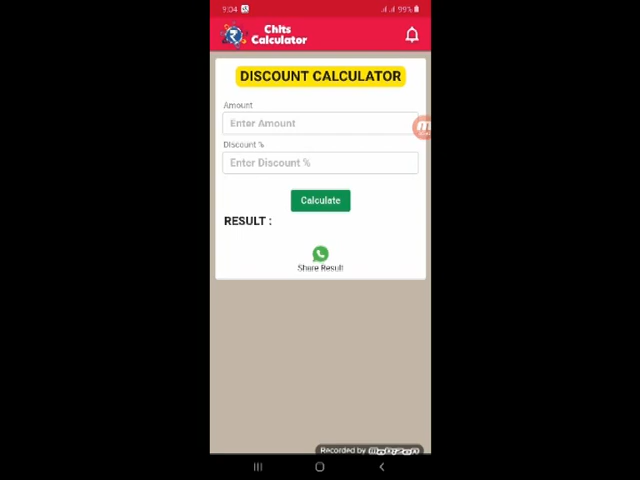 9:04
99%
Chits
Calculator
DISCOUNT CALCULATOR
Amount
Enter Amount
Discount %
Enter Discount %
Calculate
RESULT :
Share Result
Recorded by Mobizen